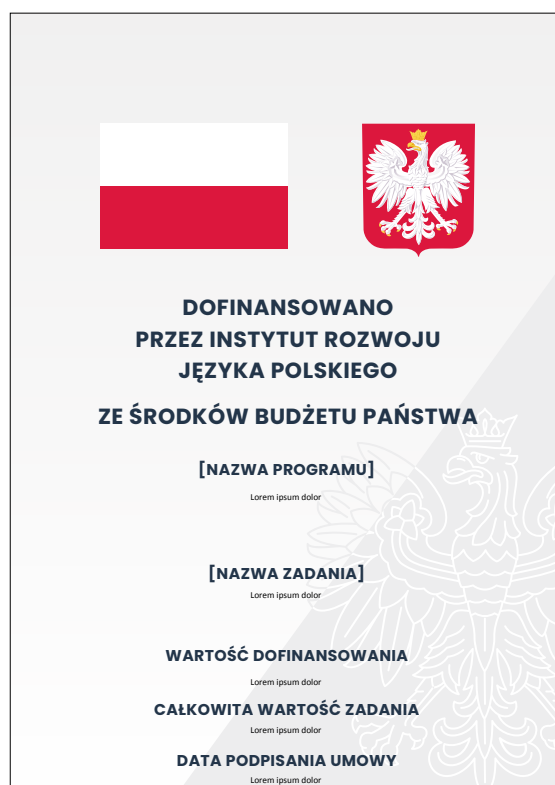 DOFINANSOWANO
PRZEZ INSTYTUT ROZWOJU
JĘZYKA POLSKIEGO
ZE ŚRODKÓW BUDŻETU PAŃSTWA
[NAZWA PROGRAMU]
Lorem ipsum dolor
[NAZWA ZADANIA]
Lorem ipsum dolor
WARTOŚĆ DOFINANSOWANIA
Lorem ipsum dolor
CAŁKOWITA WARTOŚĆ ZADANIA
Lorem ipsum dolor
DATA PODPISANIA UMOWY
Lorem ipsum dolor